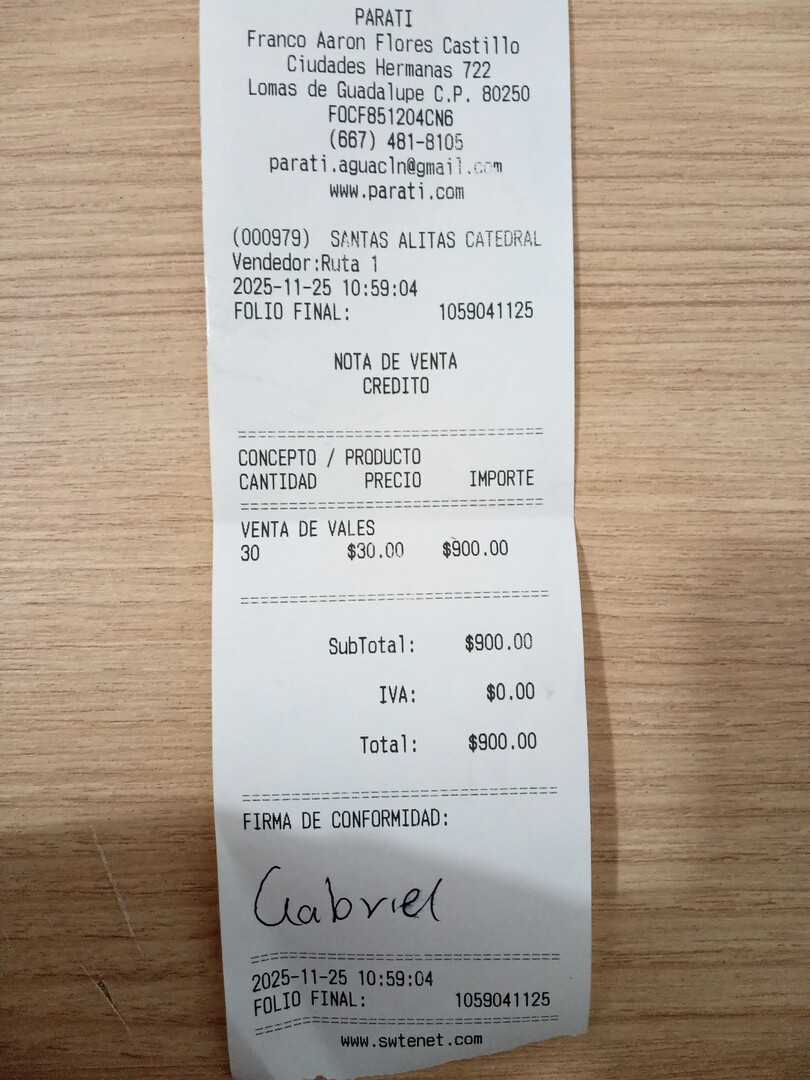 PARATI
Franco Aaron Flores Castillo
Ciudades Hermanas 722
Lomas de Guadalupe C.P. 80250
FOCF851204CN6
(667) 481-8105
parati.aguacln@gmail.com
www.parati.com
(000979) SANTAS ALITAS CATEDRAL
Vendedor:Ruta 1
2025-11-25 10:59:04
FOLIO FINAL: 1059041125
NOTA DE VENTA
CREDITO
CONCEPTO / PRODUCTO
CANTIDAD PRECIO IMPORTE
VENTA DE VALES
30 $30.00 $900.00
SubTotal: $900.00
IVA: $0.00
Total: $900.00
FIRMA DE CONFORMIDAD:
Gabriel
2025-11-25 10:59:04
FOLIO FINAL: 1059041125
www.swtenet.com